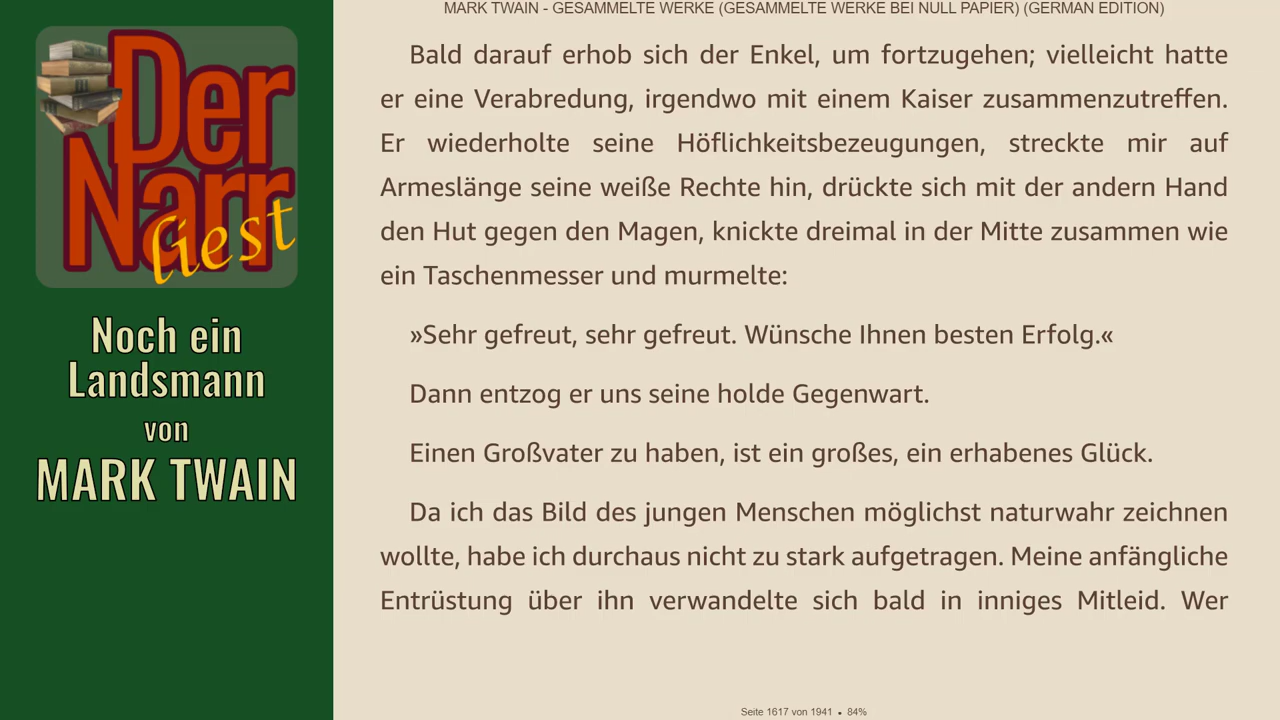 Der
Narr
liest
Noch ein
Landsmann
von
MARK TWAIN
MARK TWAIN - GESAMMELTE WERKE (GESAMMELTE WERKE BEI NULL PAPIER) (GERMAN EDITION)
Bald darauf erhob sich der Enkel, um fortzugehen; vielleicht hatte
er eine Verabredung, irgendwo mit einem Kaiser zusammenzutreffen.
Er wiederholte seine Höflichkeitsbezeugungen, streckte mir auf
Armeslänge seine weiße Rechte hin, drückte sich mit der andern Hand
den Hut gegen den Magen, knickte dreimal in der Mitte zusammen wie
ein Taschenmesser und murmelte:
»Sehr gefreut, sehr gefreut. Wünsche Ihnen besten Erfolg.«
Dann entzog er uns seine holde Gegenwart.
Einen Großvater zu haben, ist ein großes, ein erhabenes Glück.
Da ich das Bild des jungen Menschen möglichst naturwahr zeichnen
wollte, habe ich durchaus nicht zu stark aufgetragen. Meine anfängliche
Entrüstung über ihn verwandelte sich bald in inniges Mitleid. Wer
Seite 1617 von 1941 • 84%